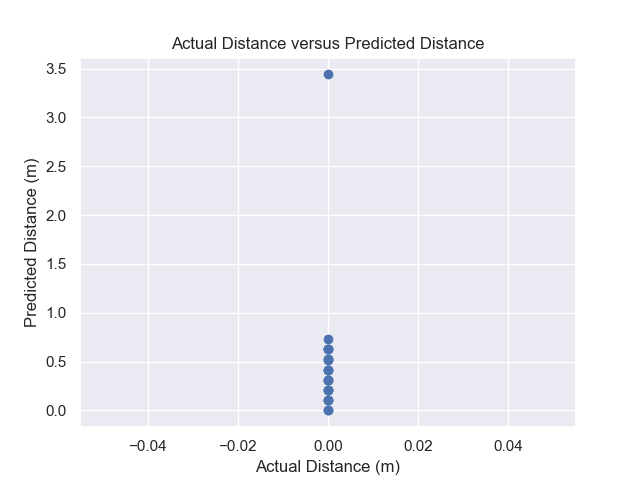 Actual Distance versus Predicted Distance
3.5
3.0
2.5
2.0
1.5
1.0
0.5
0.0
Predicted Distance (m)
−0.04 −0.02 0.00 0.02 0.04
Actual Distance (m)